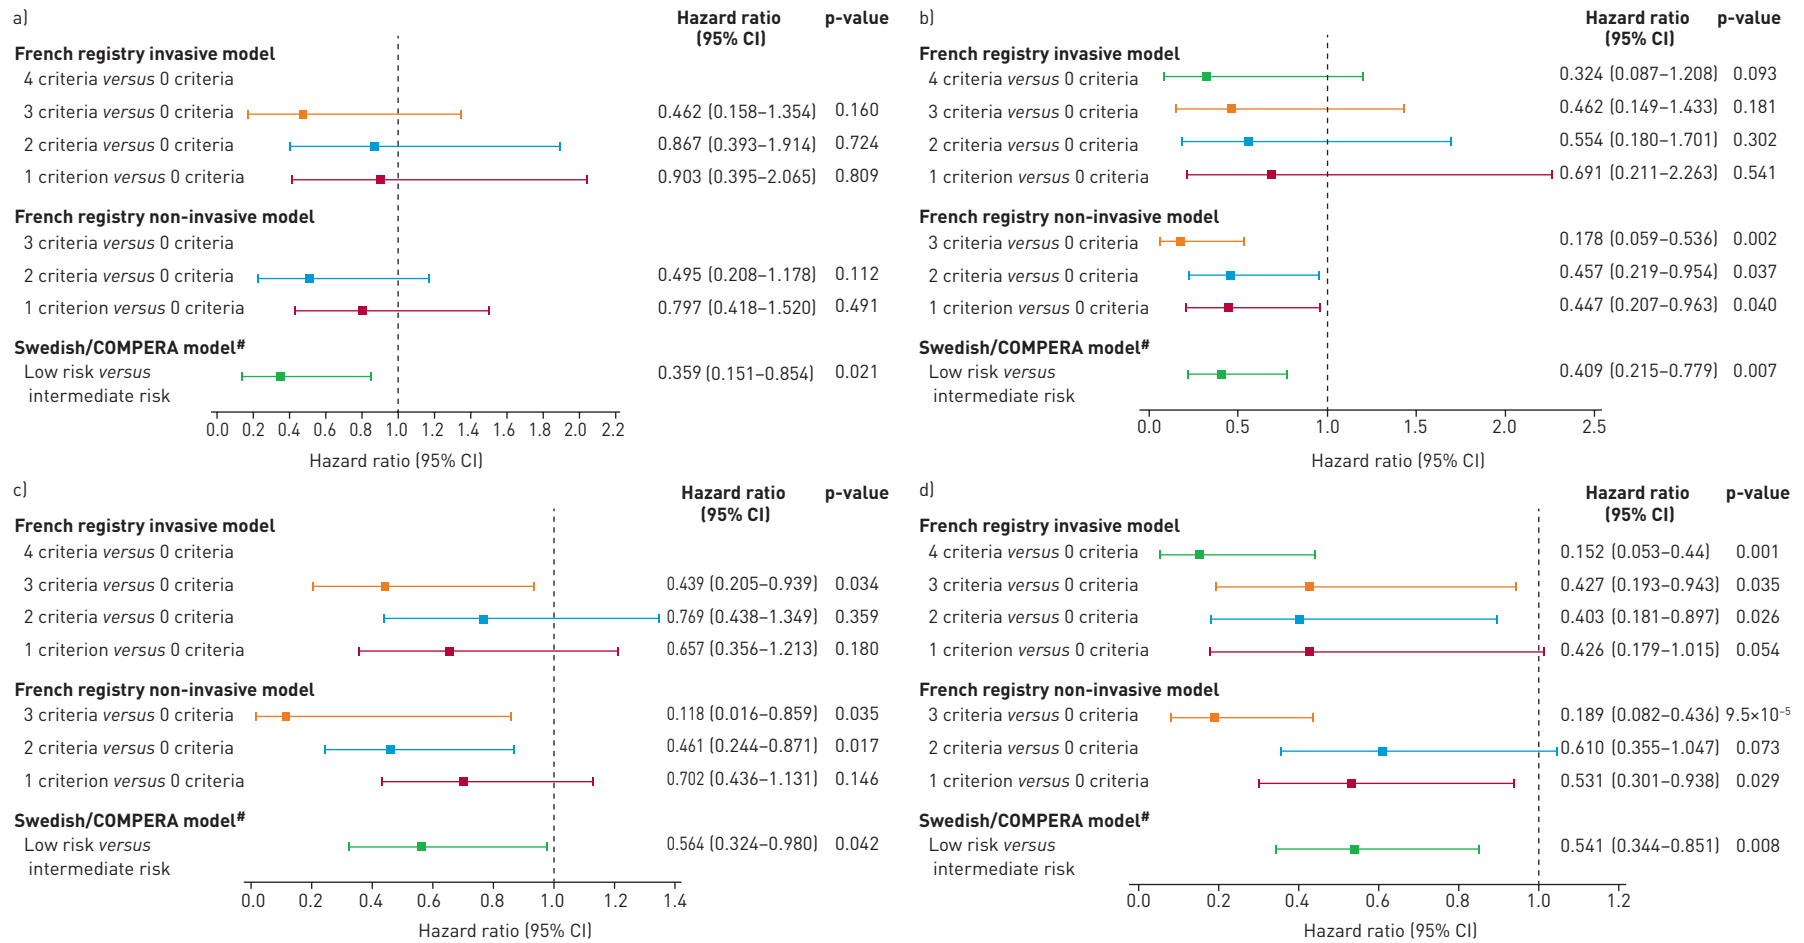 a)
Hazard ratio p-value
(95% CI)
French registry invasive model
4 criteria versus 0 criteria
3 criteria versus 0 criteria 0.462 (0.158–1.354) 0.160
2 criteria versus 0 criteria 0.867 (0.393–1.914) 0.724
1 criterion versus 0 criteria 0.903 (0.395–2.065) 0.809
French registry non-invasive model
3 criteria versus 0 criteria
2 criteria versus 0 criteria 0.495 (0.208–1.178) 0.112
1 criterion versus 0 criteria 0.797 (0.418–1.520) 0.491
Swedish/COMPERA model#
Low risk versus 0.359 (0.151–0.854) 0.021
intermediate risk
0.0 0.2 0.4 0.6 0.8 1.0 1.2 1.4 1.6 1.8 2.0 2.2
Hazard ratio (95% CI)
b)
Hazard ratio p-value
(95% CI)
French registry invasive model
4 criteria versus 0 criteria 0.324 (0.087–1.208) 0.093
3 criteria versus 0 criteria 0.462 (0.149–1.433) 0.181
2 criteria versus 0 criteria 0.554 (0.180–1.701) 0.302
1 criterion versus 0 criteria 0.691 (0.211–2.263) 0.541
French registry non-invasive model
3 criteria versus 0 criteria 0.178 (0.059–0.536) 0.002
2 criteria versus 0 criteria 0.457 (0.219–0.954) 0.037
1 criterion versus 0 criteria 0.447 (0.207–0.963) 0.040
Swedish/COMPERA model#
Low risk versus 0.409 (0.215–0.779) 0.007
intermediate risk
0.0 0.5 1.0 1.5 2.0 2.5
Hazard ratio (95% CI)
c)
Hazard ratio p-value
(95% CI)
French registry invasive model
4 criteria versus 0 criteria
3 criteria versus 0 criteria 0.439 (0.205–0.939) 0.034
2 criteria versus 0 criteria 0.769 (0.438–1.349) 0.359
1 criterion versus 0 criteria 0.657 (0.356–1.213) 0.180
French registry non-invasive model
3 criteria versus 0 criteria 0.118 (0.016–0.859) 0.035
2 criteria versus 0 criteria 0.461 (0.244–0.871) 0.017
1 criterion versus 0 criteria 0.702 (0.436–1.131) 0.146
Swedish/COMPERA model#
Low risk versus 0.564 (0.324–0.980) 0.042
intermediate risk
0.0 0.2 0.4 0.6 0.8 1.0 1.2 1.4
Hazard ratio (95% CI)
d)
Hazard ratio p-value
(95% CI)
French registry invasive model
4 criteria versus 0 criteria 0.152 (0.053–0.44) 0.001
3 criteria versus 0 criteria 0.427 (0.193–0.943) 0.035
2 criteria versus 0 criteria 0.403 (0.181–0.897) 0.026
1 criterion versus 0 criteria 0.426 (0.179–1.015) 0.054
French registry non-invasive model
3 criteria versus 0 criteria 0.189 (0.082–0.436) 9.5×10⁻⁵
2 criteria versus 0 criteria 0.610 (0.355–1.047) 0.073
1 criterion versus 0 criteria 0.531 (0.301–0.938) 0.029
Swedish/COMPERA model#
Low risk versus 0.541 (0.344–0.851) 0.008
intermediate risk
0.0 0.2 0.4 0.6 0.8 1.0 1.2
Hazard ratio (95% CI)